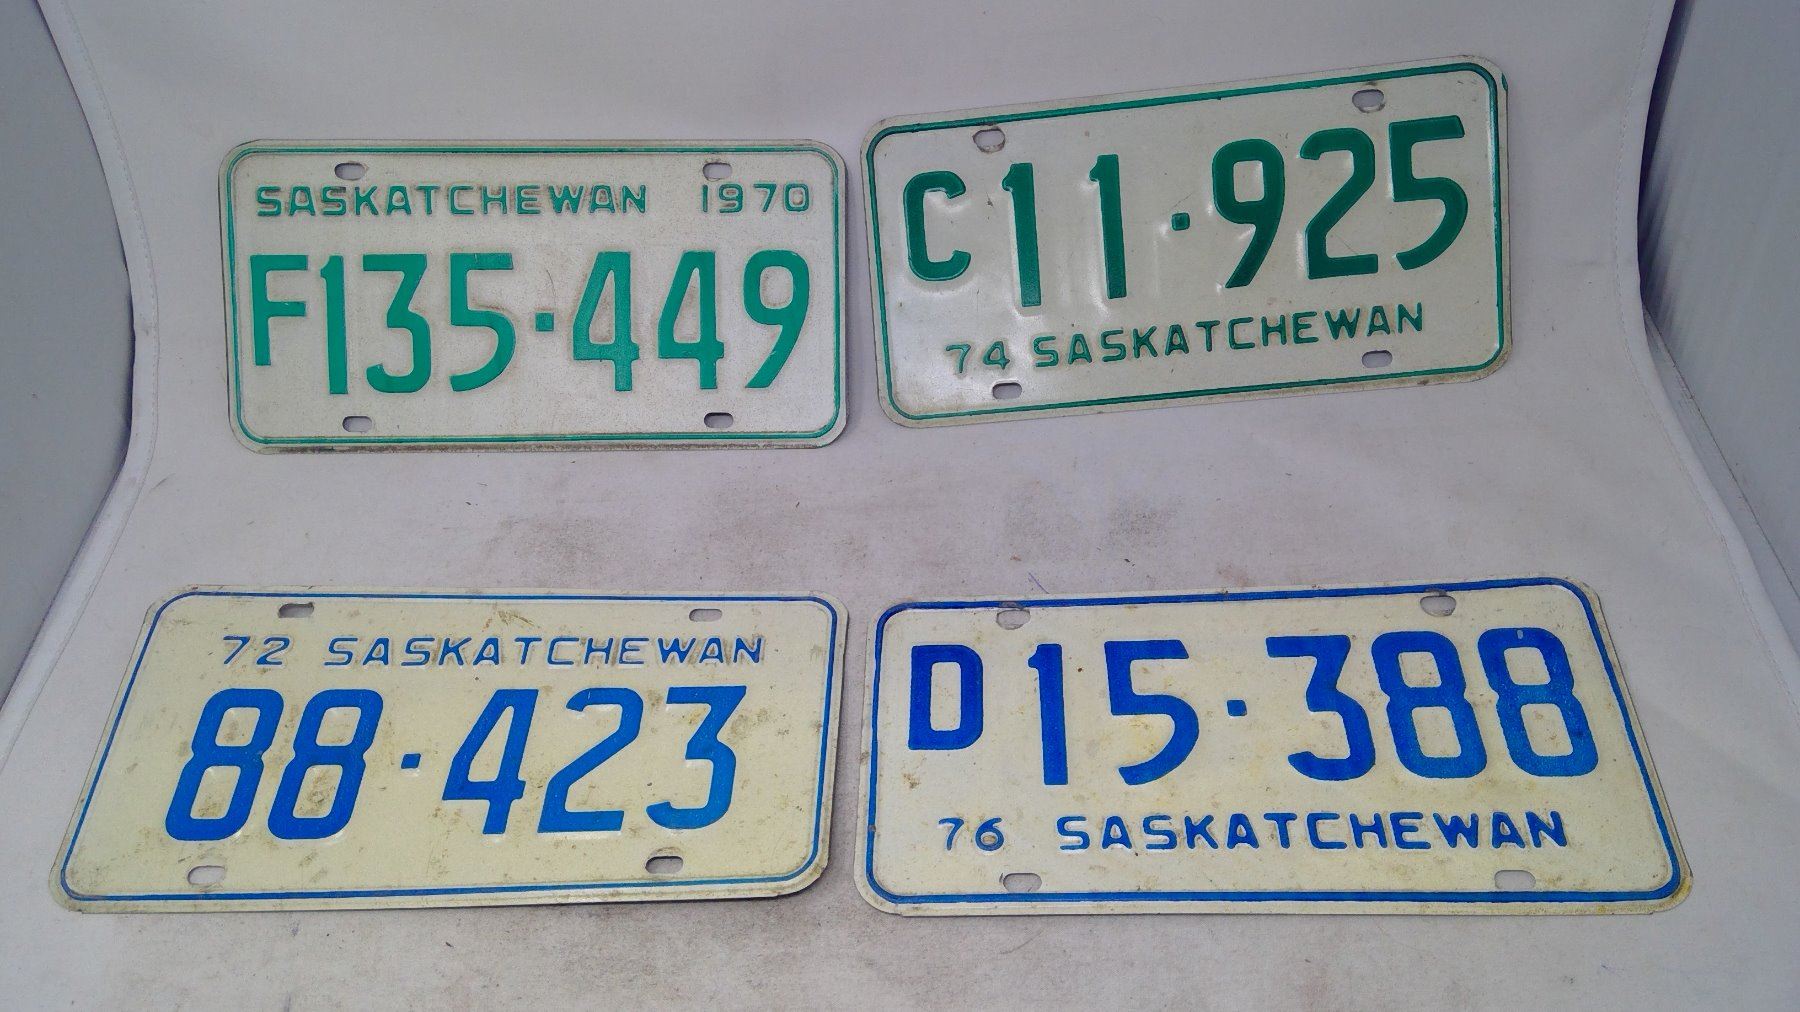 SASKATCHEWAN 1970
F135·449
C11·925
74 SASKATCHEWAN
72 SASKATCHEWAN
88·423
D15·388
76 SASKATCHEWAN